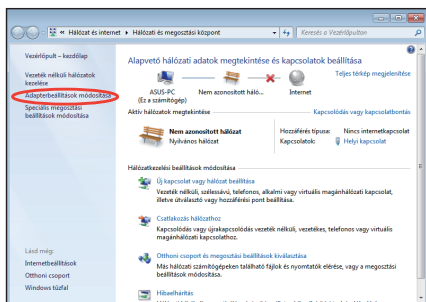 Hálózat és internet
Hálózati és megosztási központ
Keresés a Vezérlőpulton
Vezérlőpult – kezdőlap
Vezeték nélküli hálózatok
kezelése
Adapterbeállítások módosítása
Speciális megosztási
beállítások módosítása
Alapvető hálózati adatok megtekintése és kapcsolatok beállítása
Teljes térkép megjelenítése
ASUS-PC
(Ez a számítógép)
Nem azonosított háló...
Internet
Aktív hálózatok megtekintése
Kapcsolódás vagy kapcsolatbontás
Nem azonosított hálózat
Nyilvános hálózat
Hozzáférés típusa: Nincs internetkapcsolat
Kapcsolatok: Helyi kapcsolat
Hálózatkezelési beállítások módosítása
Új kapcsolat vagy hálózat beállítása
Vezeték nélküli, szélessávú, telefonos, alkalmi vagy virtuális magánhálózati kapcsolat,
illetve útválasztó vagy hozzáférési pont beállítása.
Csatlakozás hálózathoz
Kapcsolódás vagy újrakapcsolódás vezeték nélküli, vezetékes, telefonos vagy virtuális
magánhálózati kapcsolathoz.
Otthoni csoport és megosztási beállítások kiválasztása
Más hálózati számítógépeken található fájlok és nyomtatók elérése, vagy a megosztási
beállítások módosítása.
Hibaelhárítás
Lásd még:
Internetbeállítások
Otthoni csoport
Windows tűzfal